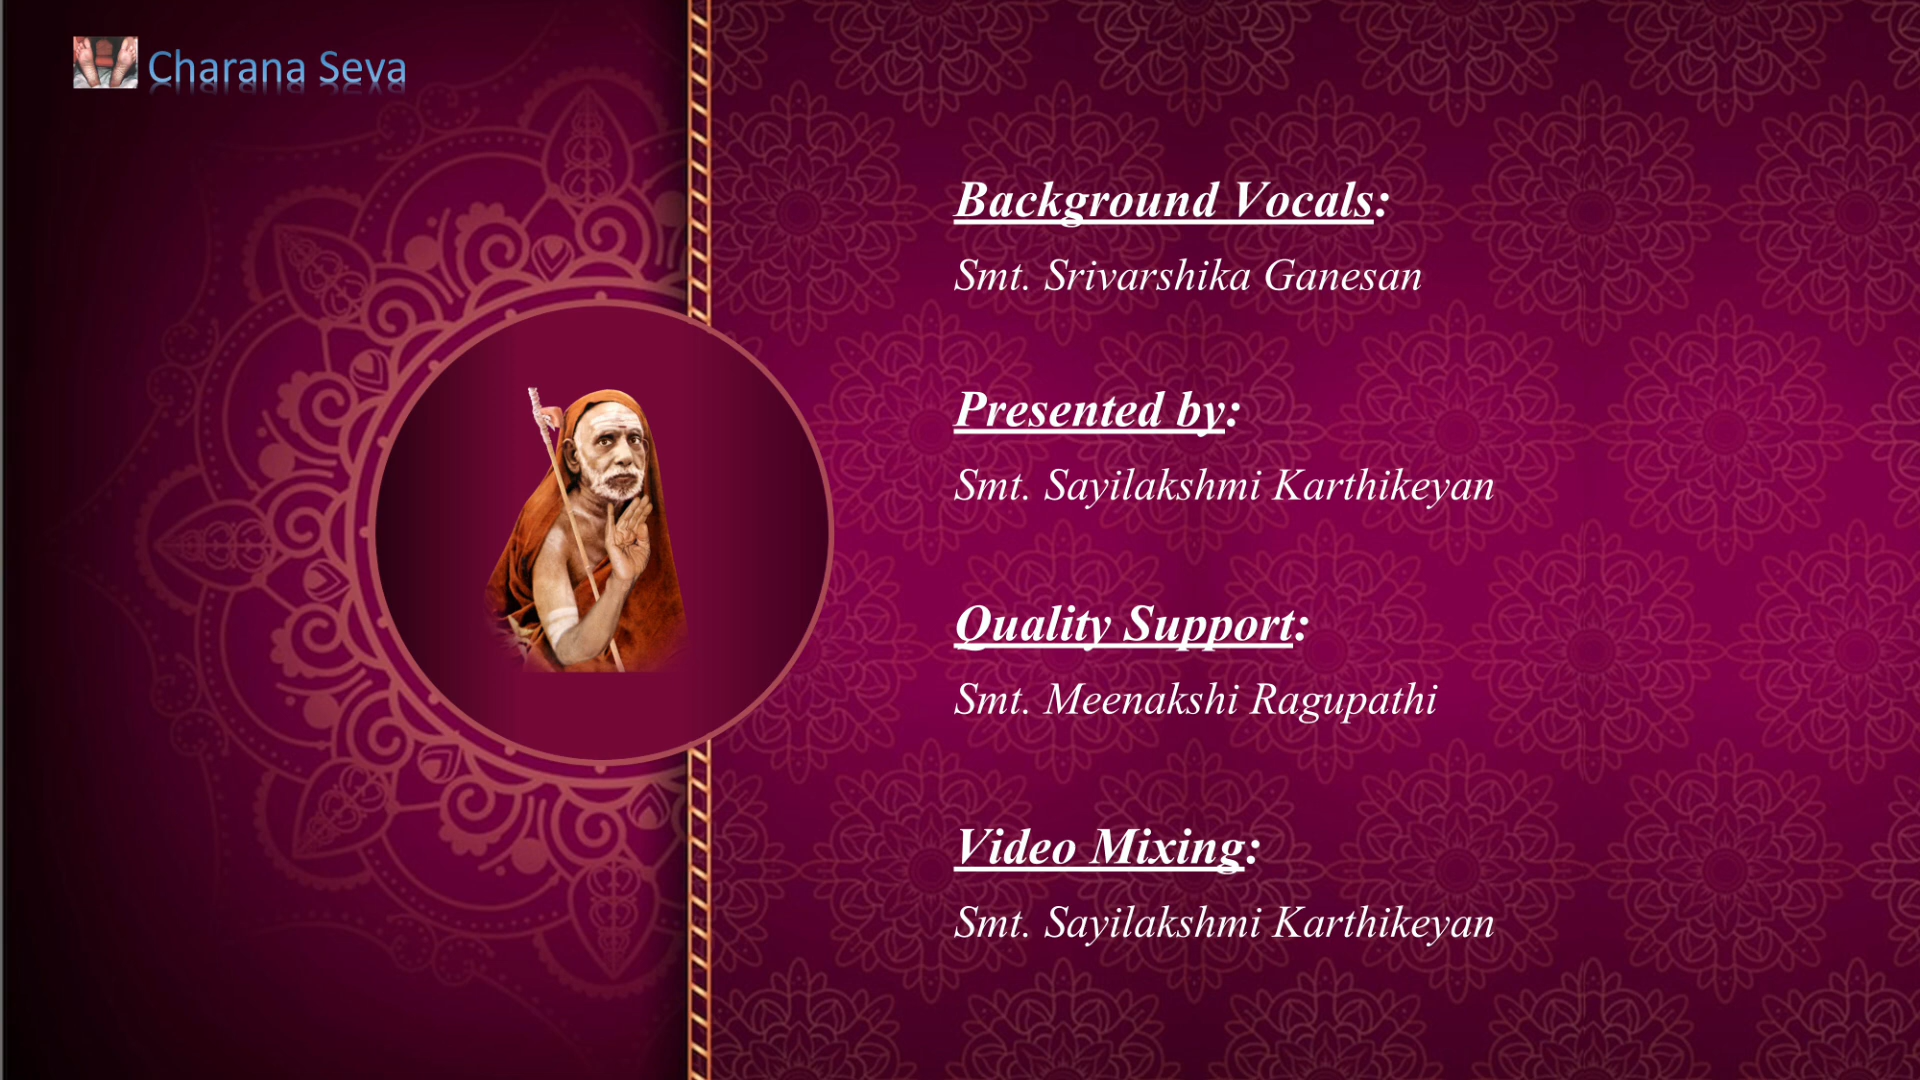 Charana Seva
Background Vocals:
Smt. Srivarshika Ganesan
Presented by:
Smt. Sayilakshmi Karthikeyan
Quality Support:
Smt. Meenakshi Ragupathi
Video Mixing:
Smt. Sayilakshmi Karthikeyan